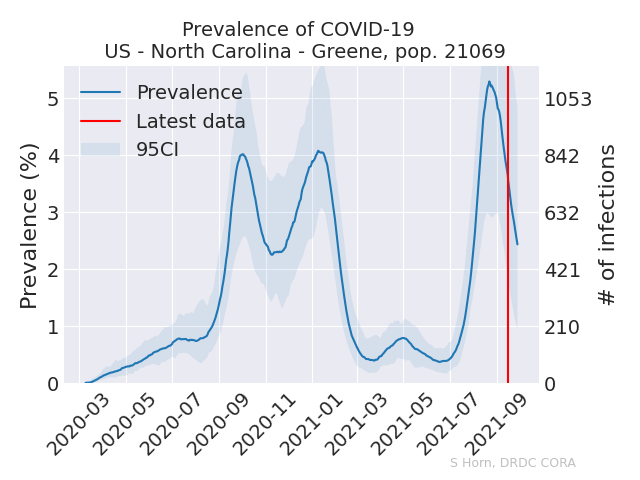 Prevalence of COVID-19
US - North Carolina - Greene, pop. 21069
Prevalence
Latest data
95CI
Prevalence (%)
5
4
3
2
1
0
1053
842
632
421
210
0
# of infections
2020-03
2020-05
2020-07
2020-09
2020-11
2021-01
2021-03
2021-05
2021-07
2021-09
S Horn, DRDC CORA